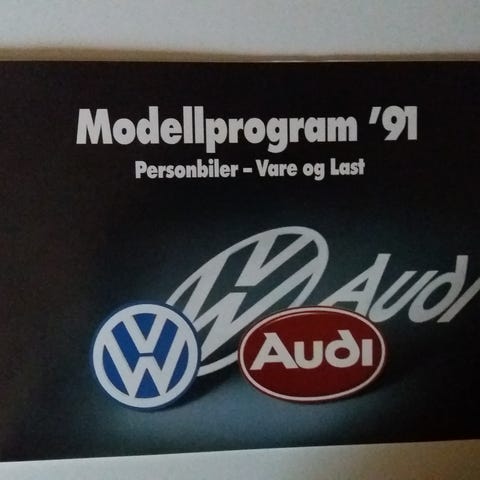 Modellprogram '91
Personbiler – Vare og Last
VW Audi
VW Audi